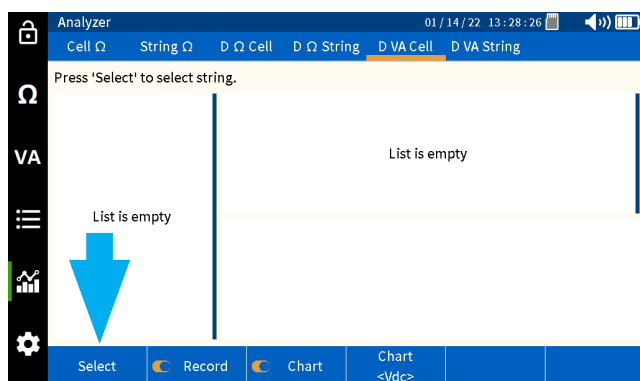 Analyzer 01/14/22 13:28:26
Cell Ω String Ω D Ω Cell D Ω String D VA Cell D VA String
Press 'Select' to select string.
Ω
VA
List is empty
List is empty
Select Record Chart Chart
<Vdc>